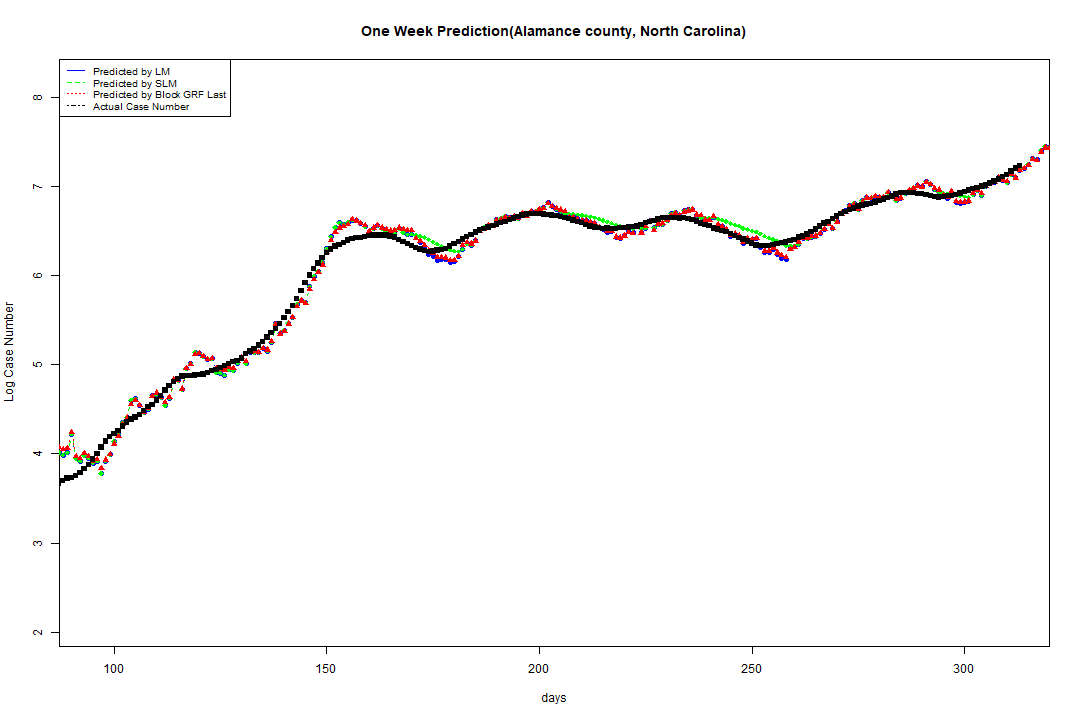 One Week Prediction(Alamance county, North Carolina)
Predicted by LM
Predicted by SLM
Predicted by Block GRF Last
Actual Case Number
8
7
6
5
4
3
2
Log Case Number
100 150 200 250 300
days